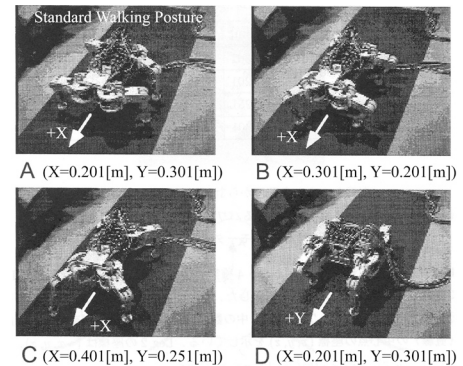 Standard Walking Posture
+X
+X
A (X=0.201[m], Y=0.301[m])
B (X=0.301[m], Y=0.201[m])
+X
+Y
C (X=0.401[m], Y=0.251[m])
D (X=0.201[m], Y=0.301[m])